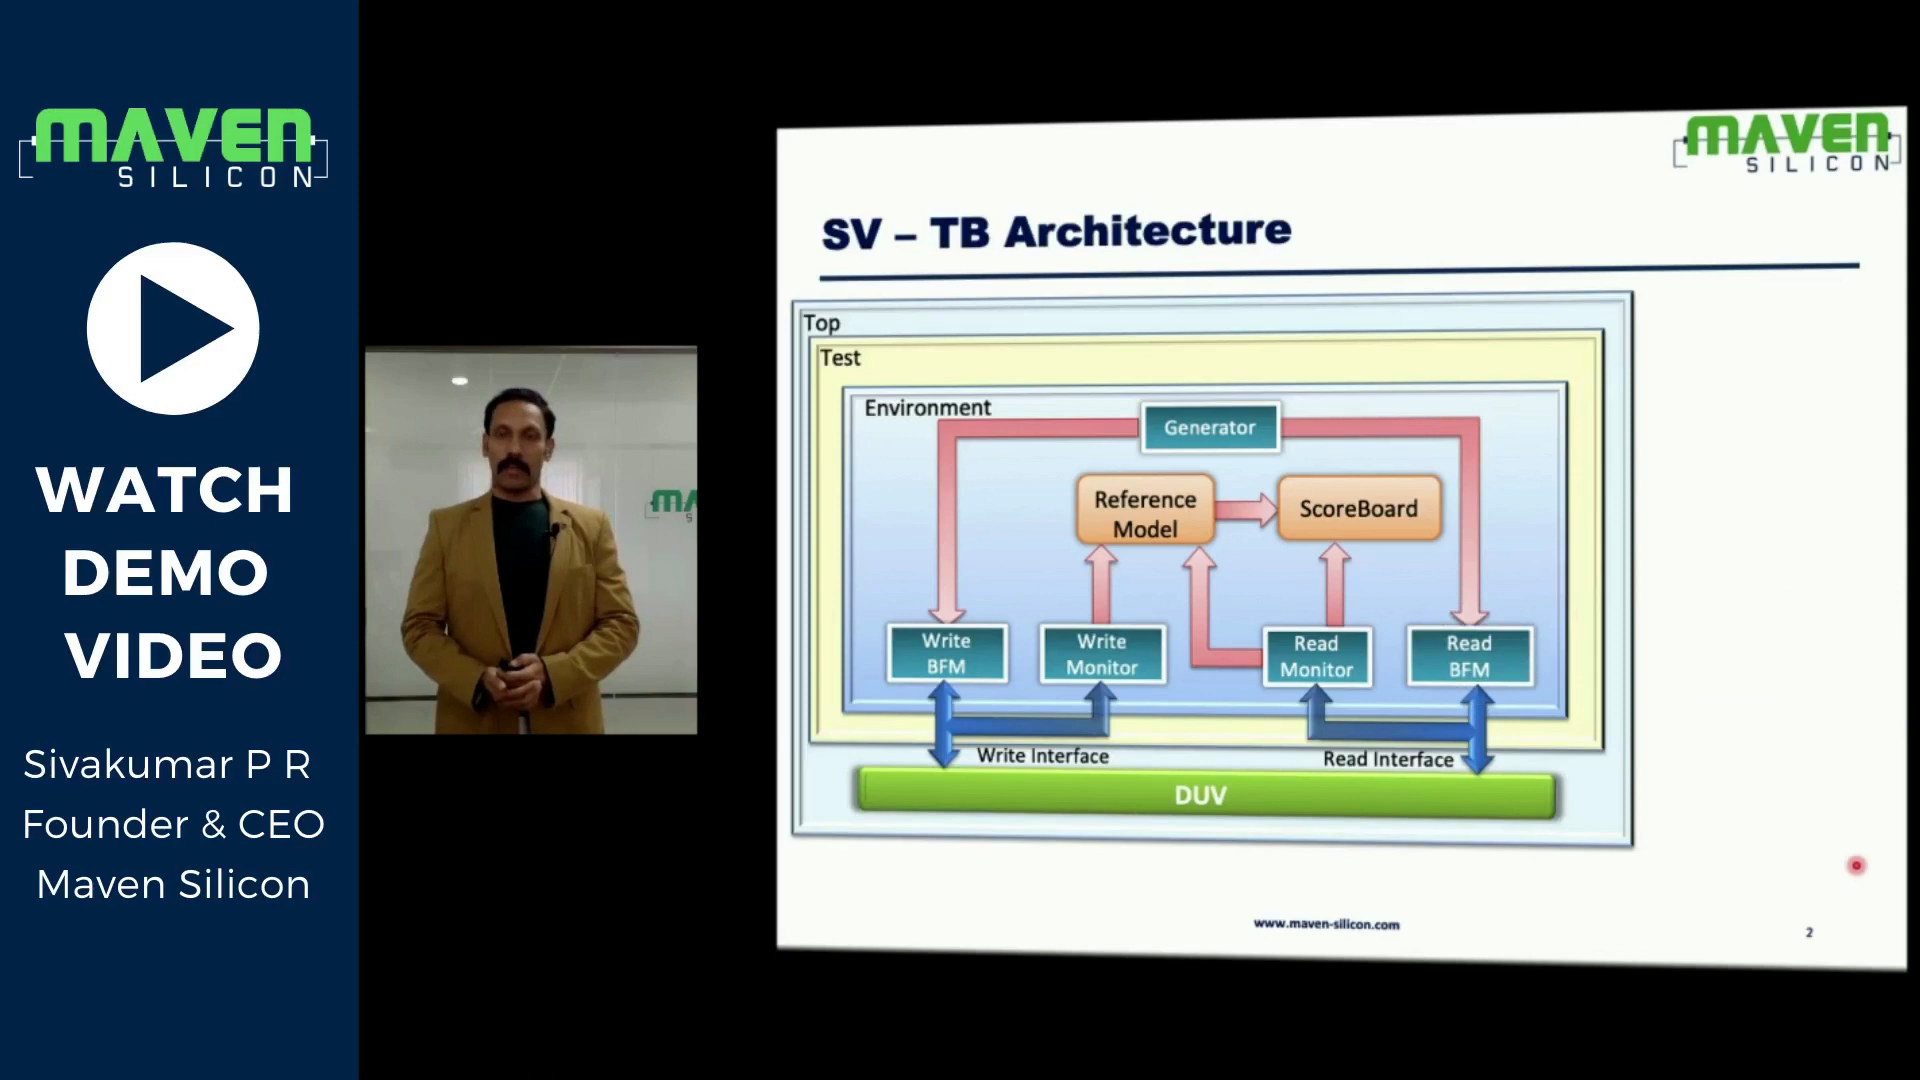 MAVEN
SILICON
WATCH
DEMO
VIDEO
Sivakumar P R
Founder & CEO
Maven Silicon
MAVEN
SILICON
SV – TB Architecture
Top
Test
Environment
Generator
Reference
Model
ScoreBoard
Write
BFM
Write
Monitor
Read
Monitor
Read
BFM
Write Interface
Read Interface
DUV
www.maven-silicon.com
2
MA
S